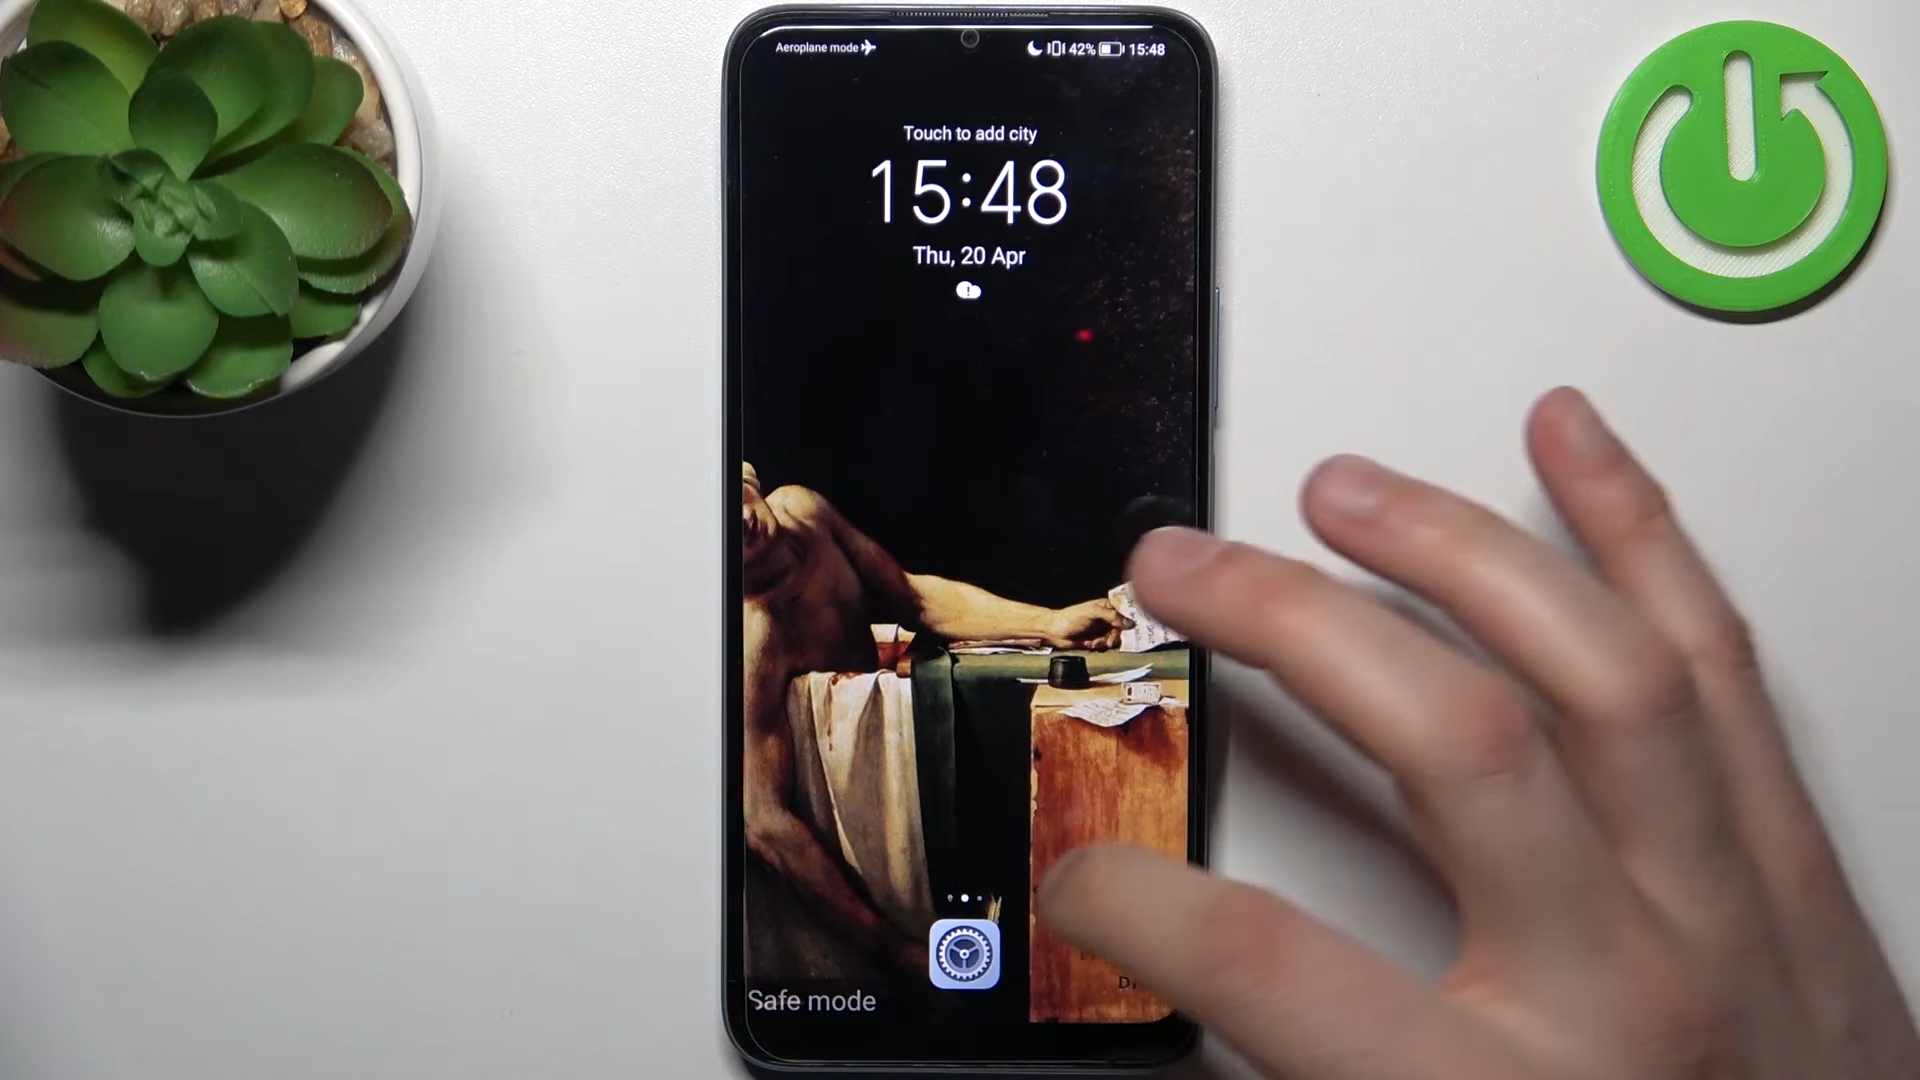 Aeroplane mode
42% 15:48
Touch to add city
15:48
Thu, 20 Apr
Safe mode